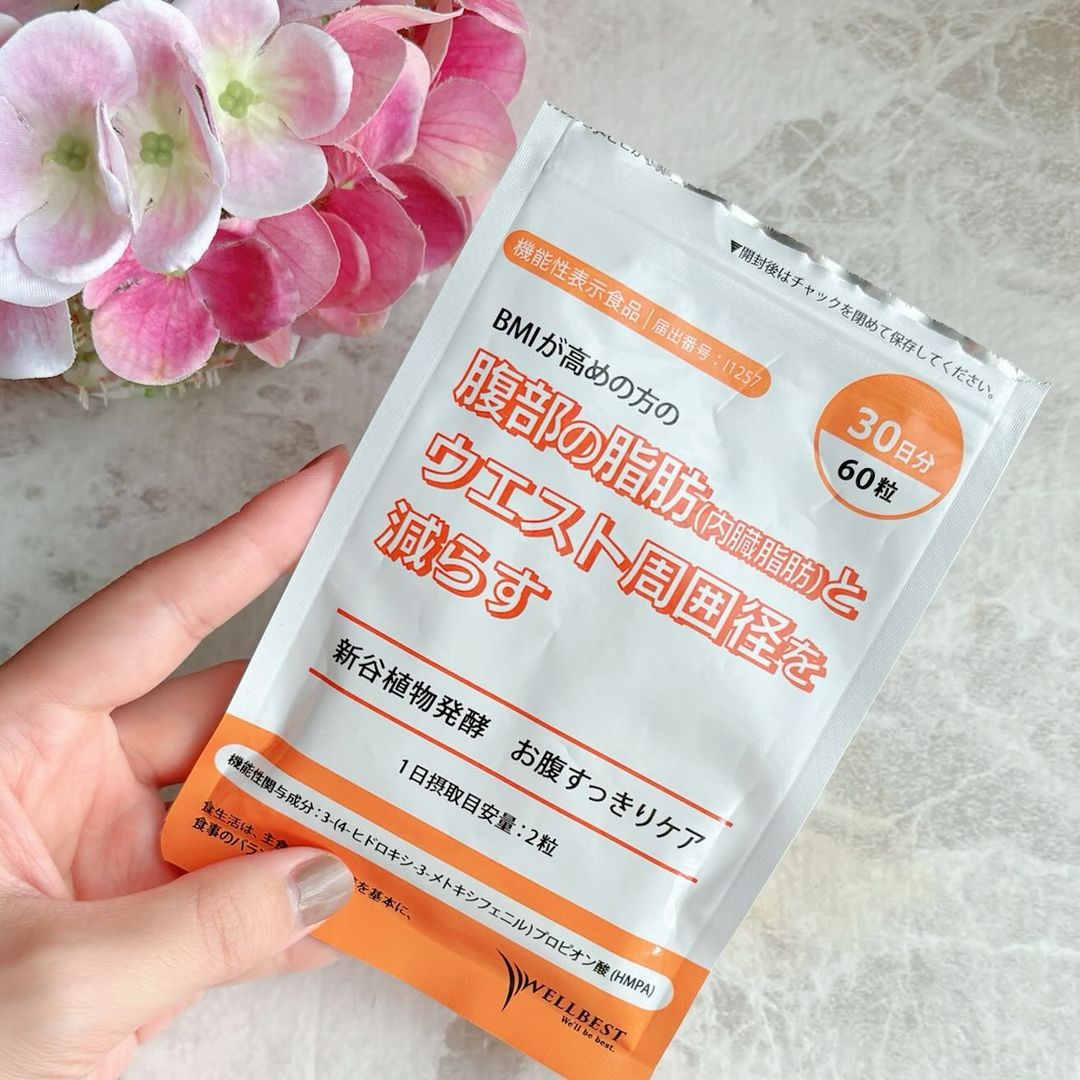 ▼開封後はチャックを閉めて保存してください。
機能性表示食品｜届出番号：I1257
30日分
60粒
BMIが高めの方の
腹部の脂肪(内臓脂肪)と
ウエスト周囲径を
減らす
新谷植物発酵 お腹すっきりケア
1日摂取目安量：2粒
機能性関与成分：3-(4-ヒドロキシ-3-メトキシフェニル)プロピオン酸(HMPA)
食生活は、主食 を基本に、
食事のバラン
WELLBEST
We'll be best.